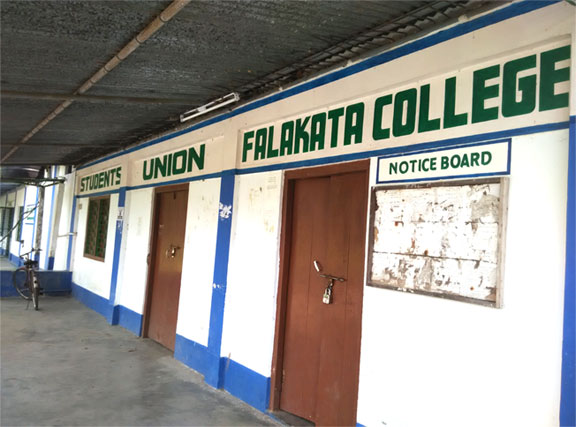 STUDENTS UNION FALAKATA COLLEGE
NOTICE BOARD